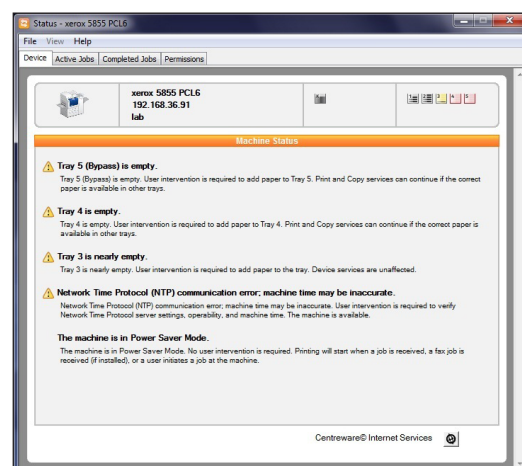 Status - xerox 5855 PCL6
File View Help
Device Active Jobs Completed Jobs Permissions
xerox 5855 PCL6
192.168.36.91
lab
Machine Status
Tray 5 (Bypass) is empty.
Tray 5 (Bypass) is empty. User intervention is required to add paper to Tray 5. Print and Copy services can continue if the correct
paper is available in other trays.
Tray 4 is empty.
Tray 4 is empty. User intervention is required to add paper to Tray 4. Print and Copy services can continue if the correct paper is
available in other trays.
Tray 3 is nearly empty.
Tray 3 is nearly empty. User intervention is required to add paper to the tray. Device services are unaffected.
Network Time Protocol (NTP) communication error; machine time may be inaccurate.
Network Time Protocol (NTP) communication error; machine time may be inaccurate. User intervention is required to verify
Network Time Protocol server settings, operability, and machine time. The machine is available.
The machine is in Power Saver Mode.
The machine is in Power Saver Mode. No user intervention is required. Printing will start when a job is received, a fax job is
received (if installed), or a user initiates a job at the machine.
Centreware© Internet Services